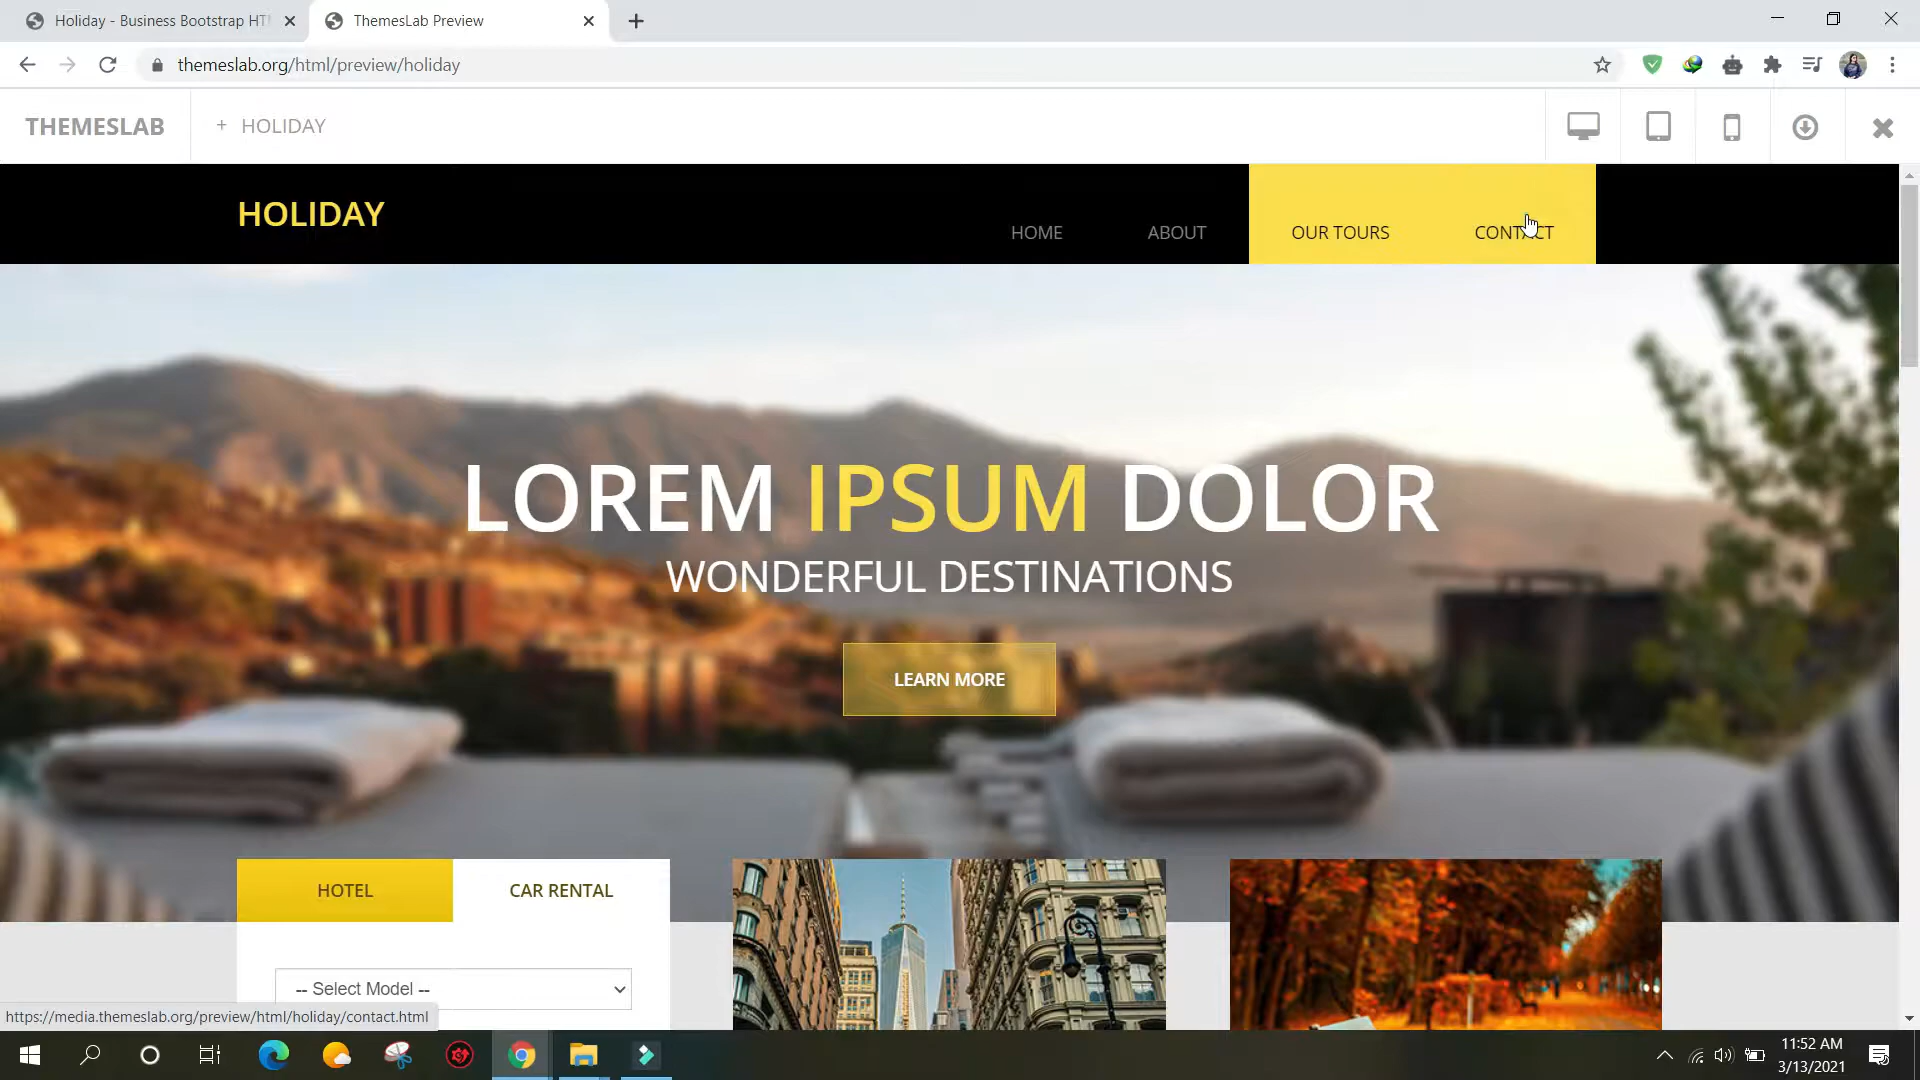 Holiday - Business Bootstrap HT
ThemesLab Preview
themeslab.org/html/preview/holiday
THEMESLAB
+ HOLIDAY
HOLIDAY
HOME
ABOUT
OUR TOURS
CONTACT
LOREM IPSUM DOLOR
WONDERFUL DESTINATIONS
LEARN MORE
HOTEL
CAR RENTAL
-- Select Model --
https://media.themeslab.org/preview/html/holiday/contact.html
11:52 AM
3/13/2021